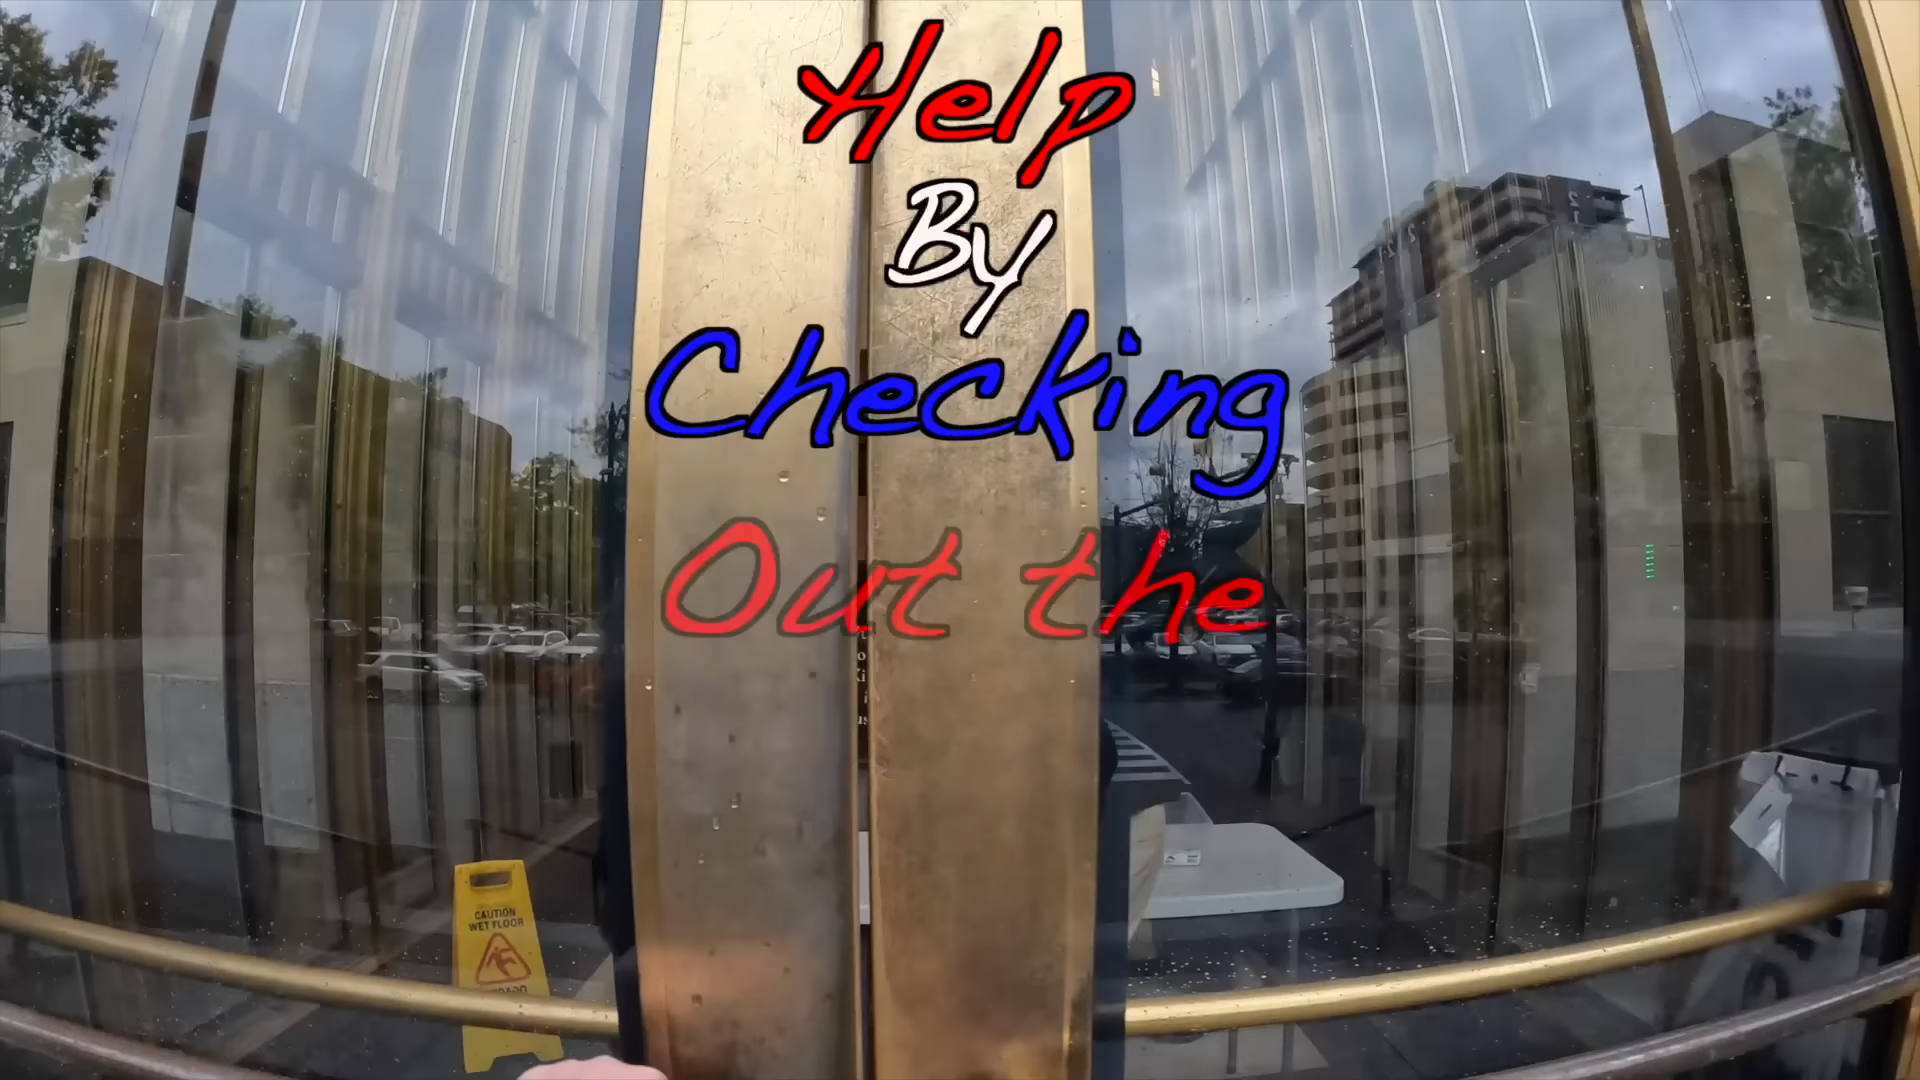 Help
By
Checking
Out the
CAUTION
WET FLOOR